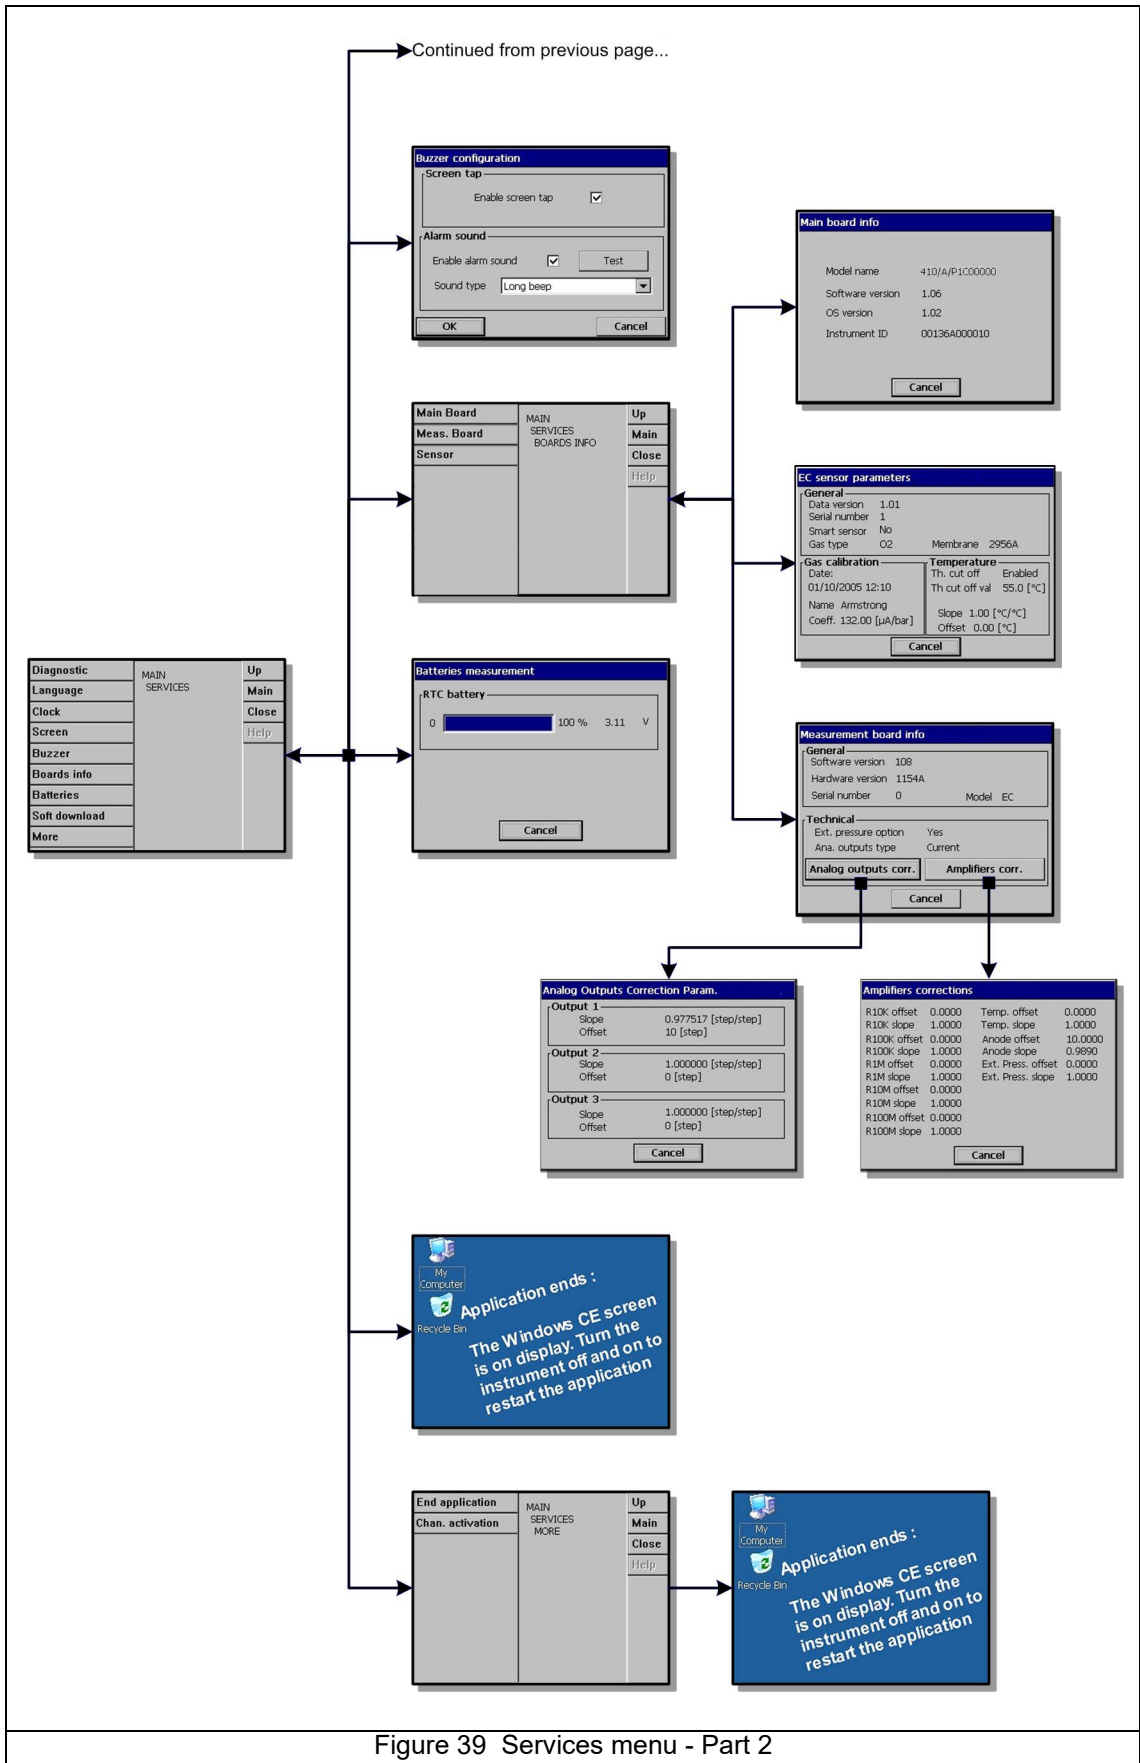 Continued from previous page...
Buzzer configuration
Screen tap
Enable screen tap
Alarm sound
Enable alarm sound Test
Sound type Long beep
OK Cancel
Main board info
Model name 410/A/P1C00000
Software version 1.06
OS version 1.02
Instrument ID 00136A000010
Cancel
Main Board
Meas. Board
Sensor
MAIN
SERVICES
BOARDS INFO
Up
Main
Close
Help
EC sensor parameters
General
Data version 1.01
Serial number 1
Smart sensor No
Gas type O2 Membrane 2956A
Gas calibration
Date:
01/10/2005 12:10
Name Armstrong
Coeff. 132.00 [µA/bar]
Temperature
Th. cut off Enabled
Th cut off val 55.0 [°C]
Slope 1.00 [°C/°C]
Offset 0.00 [°C]
Cancel
Diagnostic
Language
Clock
Screen
Buzzer
Boards info
Batteries
Soft download
More
MAIN
SERVICES
Up
Main
Close
Help
Batteries measurement
RTC battery
0 100 % 3.11 V
Cancel
Measurement board info
General
Software version 108
Hardware version 1154A
Serial number 0 Model EC
Technical
Ext. pressure option Yes
Ana. outputs type Current
Analog outputs corr. Amplifiers corr.
Cancel
Analog Outputs Correction Param.
Output 1
Slope 0.977517 [step/step]
Offset 10 [step]
Output 2
Slope 1.000000 [step/step]
Offset 0 [step]
Output 3
Slope 1.000000 [step/step]
Offset 0 [step]
Cancel
Amplifiers corrections
R10K offset 0.0000 Temp. offset 0.0000
R10K slope 1.0000 Temp. slope 1.0000
R100K offset 0.0000 Anode offset 10.0000
R100K slope 1.0000 Anode slope 0.9890
R1M offset 0.0000 Ext. Press. offset 0.0000
R1M slope 1.0000 Ext. Press. slope 1.0000
R10M offset 0.0000
R10M slope 1.0000
R100M offset 0.0000
R100M slope 1.0000
Cancel
My
Computer
Recycle Bin
Application ends :
The Windows CE screen
is on display. Turn the
instrument off and on to
restart the application
End application
Chan. activation
MAIN
SERVICES
MORE
Up
Main
Close
Help
My
Computer
Recycle Bin
Application ends :
The Windows CE screen
is on display. Turn the
instrument off and on to
restart the application
Figure 39 Services menu - Part 2